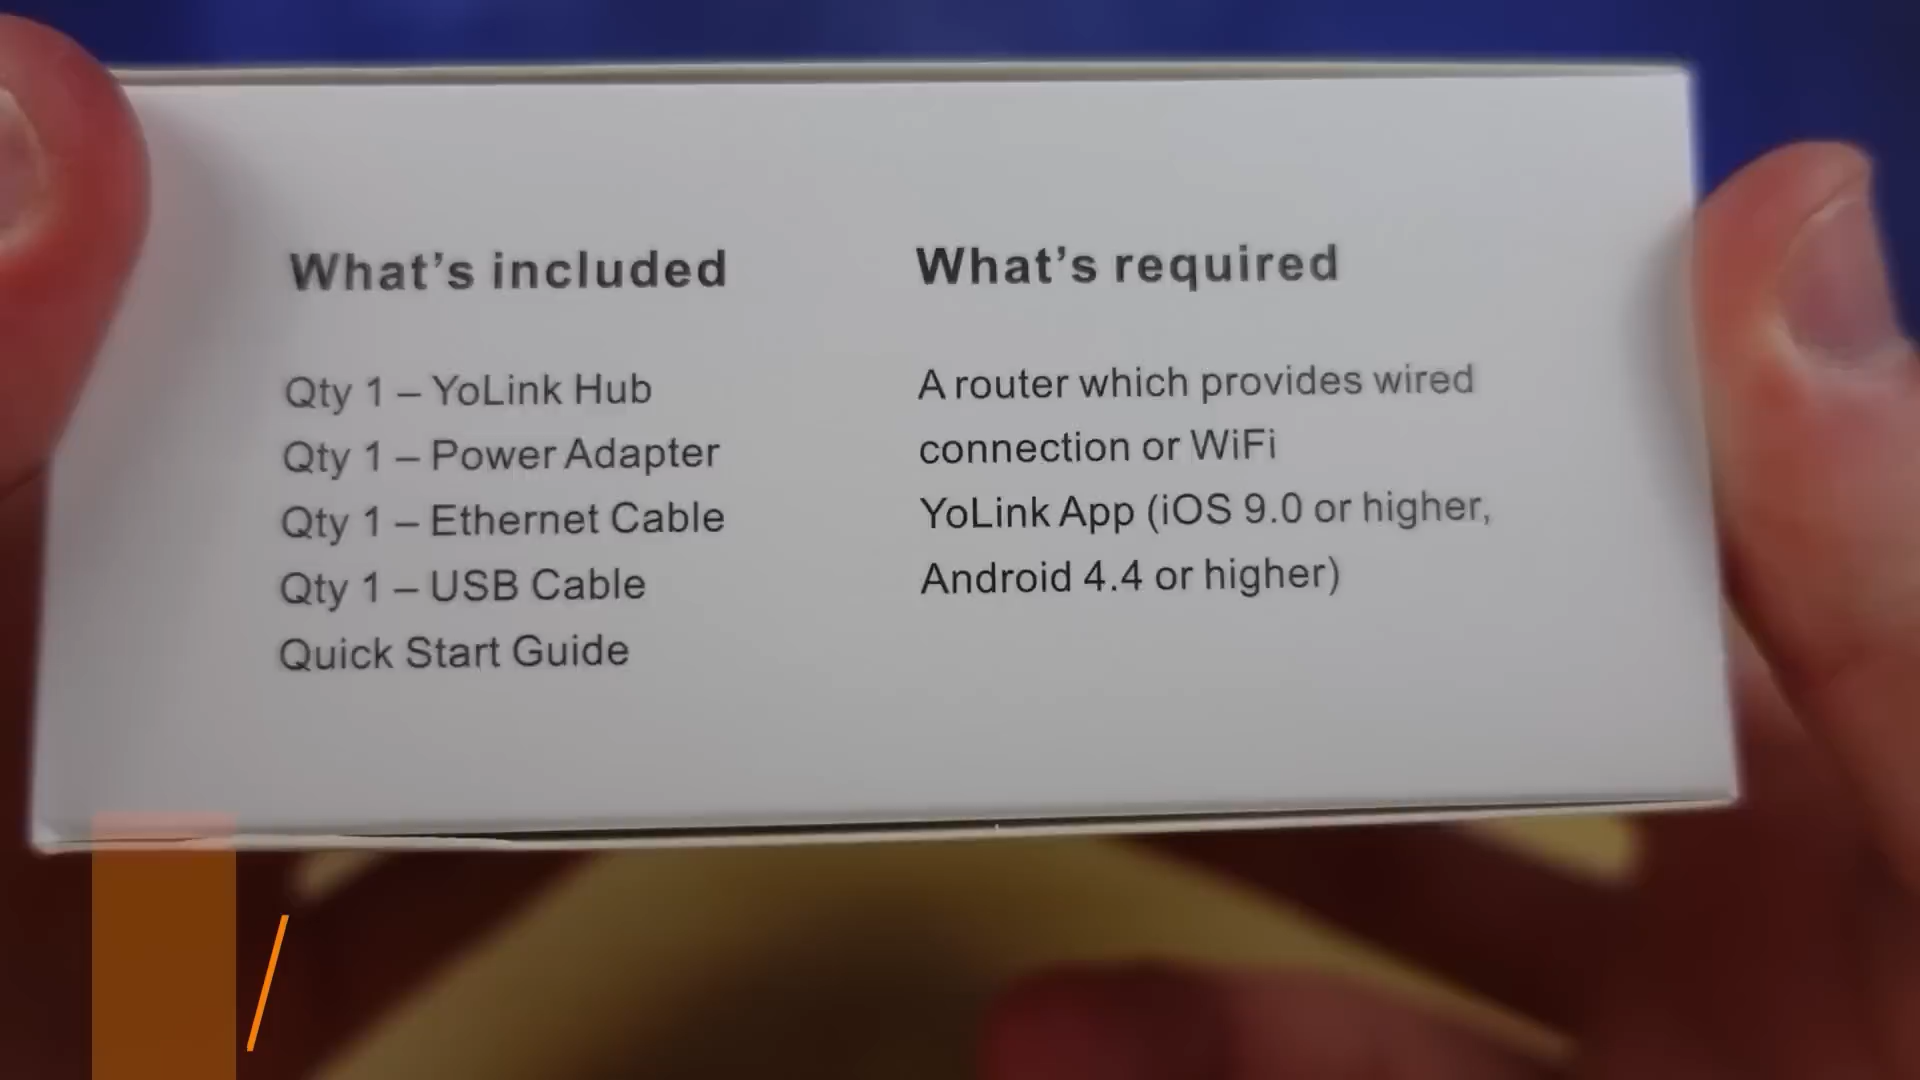 What's included
Qty 1 – YoLink Hub
Qty 1 – Power Adapter
Qty 1 – Ethernet Cable
Qty 1 – USB Cable
Quick Start Guide
What's required
A router which provides wired
connection or WiFi
YoLink App (iOS 9.0 or higher,
Android 4.4 or higher)